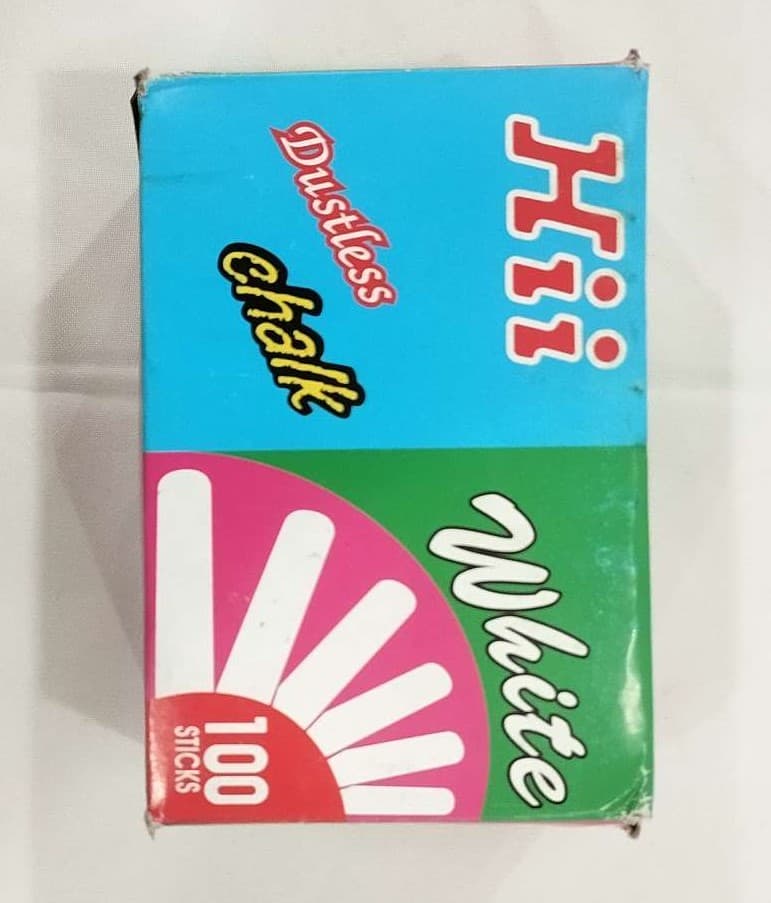 Hii
Dustless
chalk
White
100
STICKS